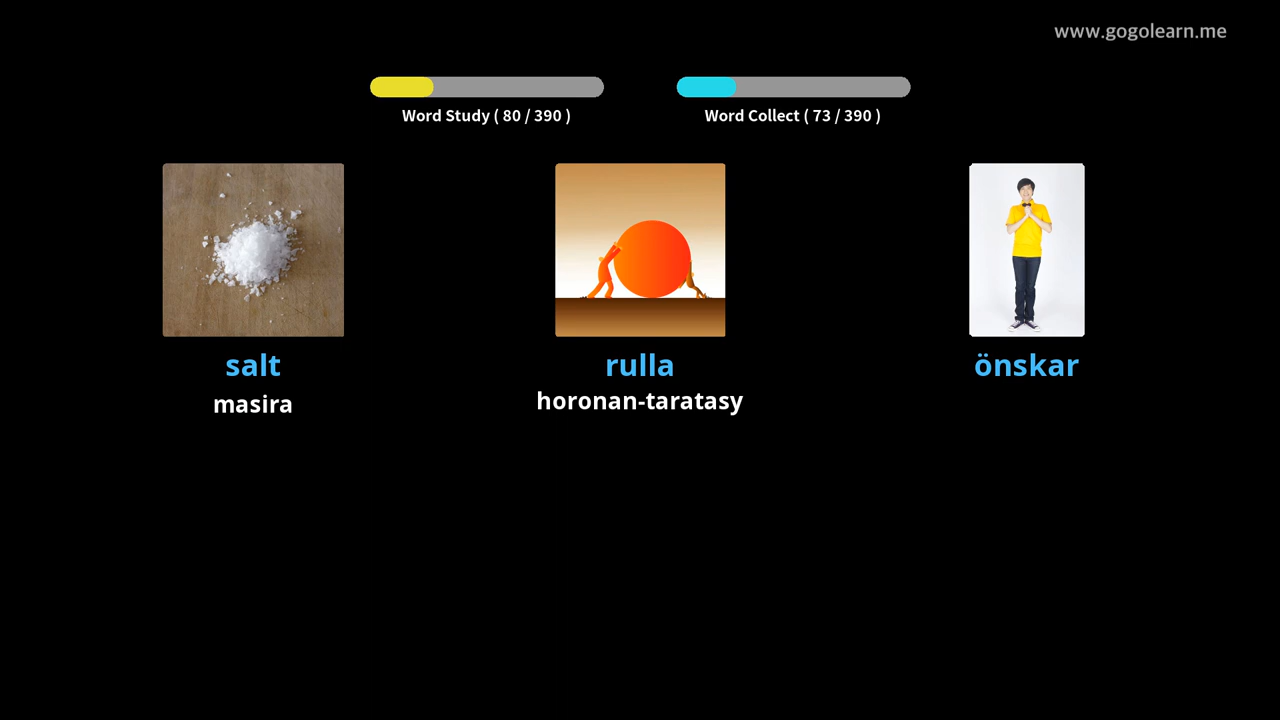 www.gogolearn.me
Word Study ( 80 / 390 )
Word Collect ( 73 / 390 )
salt
rulla
önskar
masira
horonan-taratasy